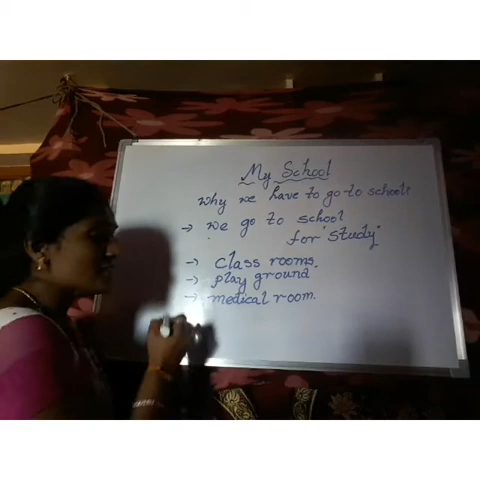 My School
Why we have to go to school?
→ we go to school
for "study"
→ class rooms.
→ play ground
→ medical room.